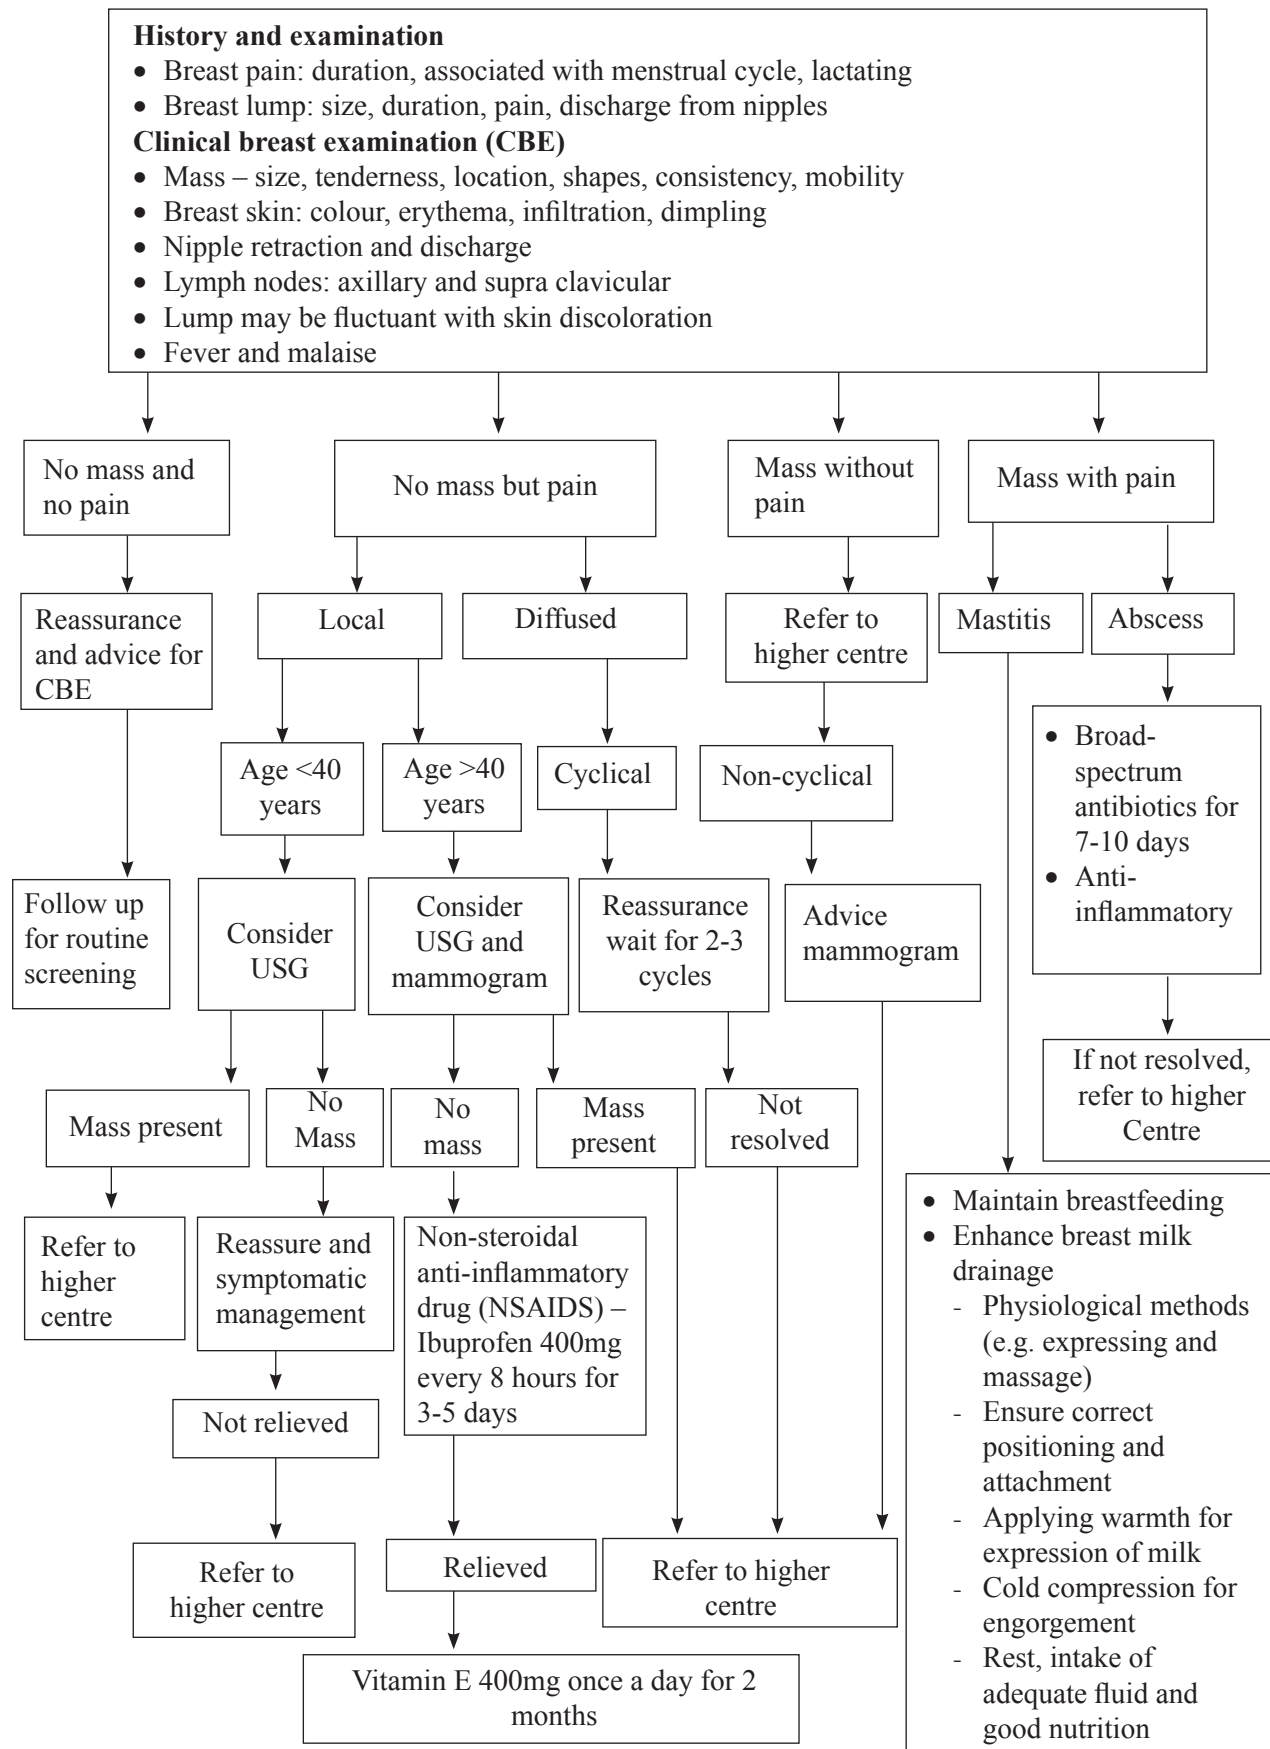 History and examination
• Breast pain: duration, associated with menstrual cycle, lactating
• Breast lump: size, duration, pain, discharge from nipples
Clinical breast examination (CBE)
• Mass – size, tenderness, location, shapes, consistency, mobility
• Breast skin: colour, erythema, infiltration, dimpling
• Nipple retraction and discharge
• Lymph nodes: axillary and supra clavicular
• Lump may be fluctuant with skin discoloration
• Fever and malaise
No mass and
no pain
No mass but pain
Mass without
pain
Mass with pain
Reassurance
and advice for
CBE
Local
Diffused
Refer to
higher centre
Mastitis
Abscess
Age <40
years
Age >40
years
Cyclical
Non-cyclical
• Broad-
spectrum
antibiotics for
7-10 days
• Anti-
inflammatory
Follow up
for routine
screening
Consider
USG
Consider
USG and
mammogram
Reassurance
wait for 2-3
cycles
Advice
mammogram
If not resolved,
refer to higher
Centre
Mass present
No
Mass
No
mass
Mass
present
Not
resolved
Refer to
higher
centre
Reassure and
symptomatic
management
Non-steroidal
anti-inflammatory
drug (NSAIDS) –
Ibuprofen 400mg
every 8 hours for
3-5 days
• Maintain breastfeeding
• Enhance breast milk
drainage
- Physiological methods
(e.g. expressing and
massage)
- Ensure correct
positioning and
attachment
- Applying warmth for
expression of milk
- Cold compression for
engorgement
- Rest, intake of
adequate fluid and
good nutrition
Not relieved
Refer to
higher centre
Relieved
Refer to higher
centre
Vitamin E 400mg once a day for 2
months